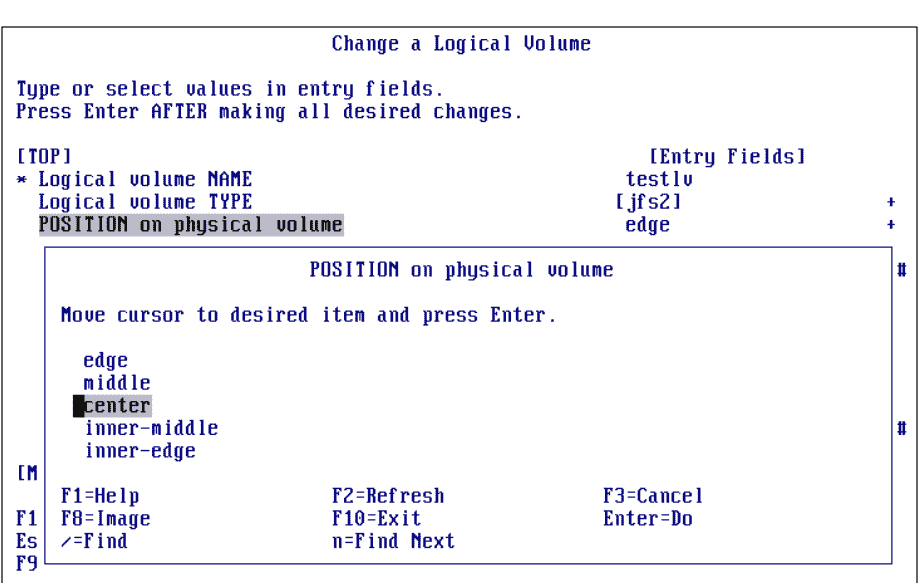 Change a Logical Volume
Type or select values in entry fields.
Press Enter AFTER making all desired changes.
[TOP] [Entry Fields]
* Logical volume NAME testlv
Logical volume TYPE [jfs2] +
POSITION on physical volume edge +
POSITION on physical volume #
Move cursor to desired item and press Enter.
edge
middle
center
inner-middle #
inner-edge
[M
F1=Help F2=Refresh F3=Cancel
F1 F8=Image F10=Exit Enter=Do
Es /=Find n=Find Next
F9